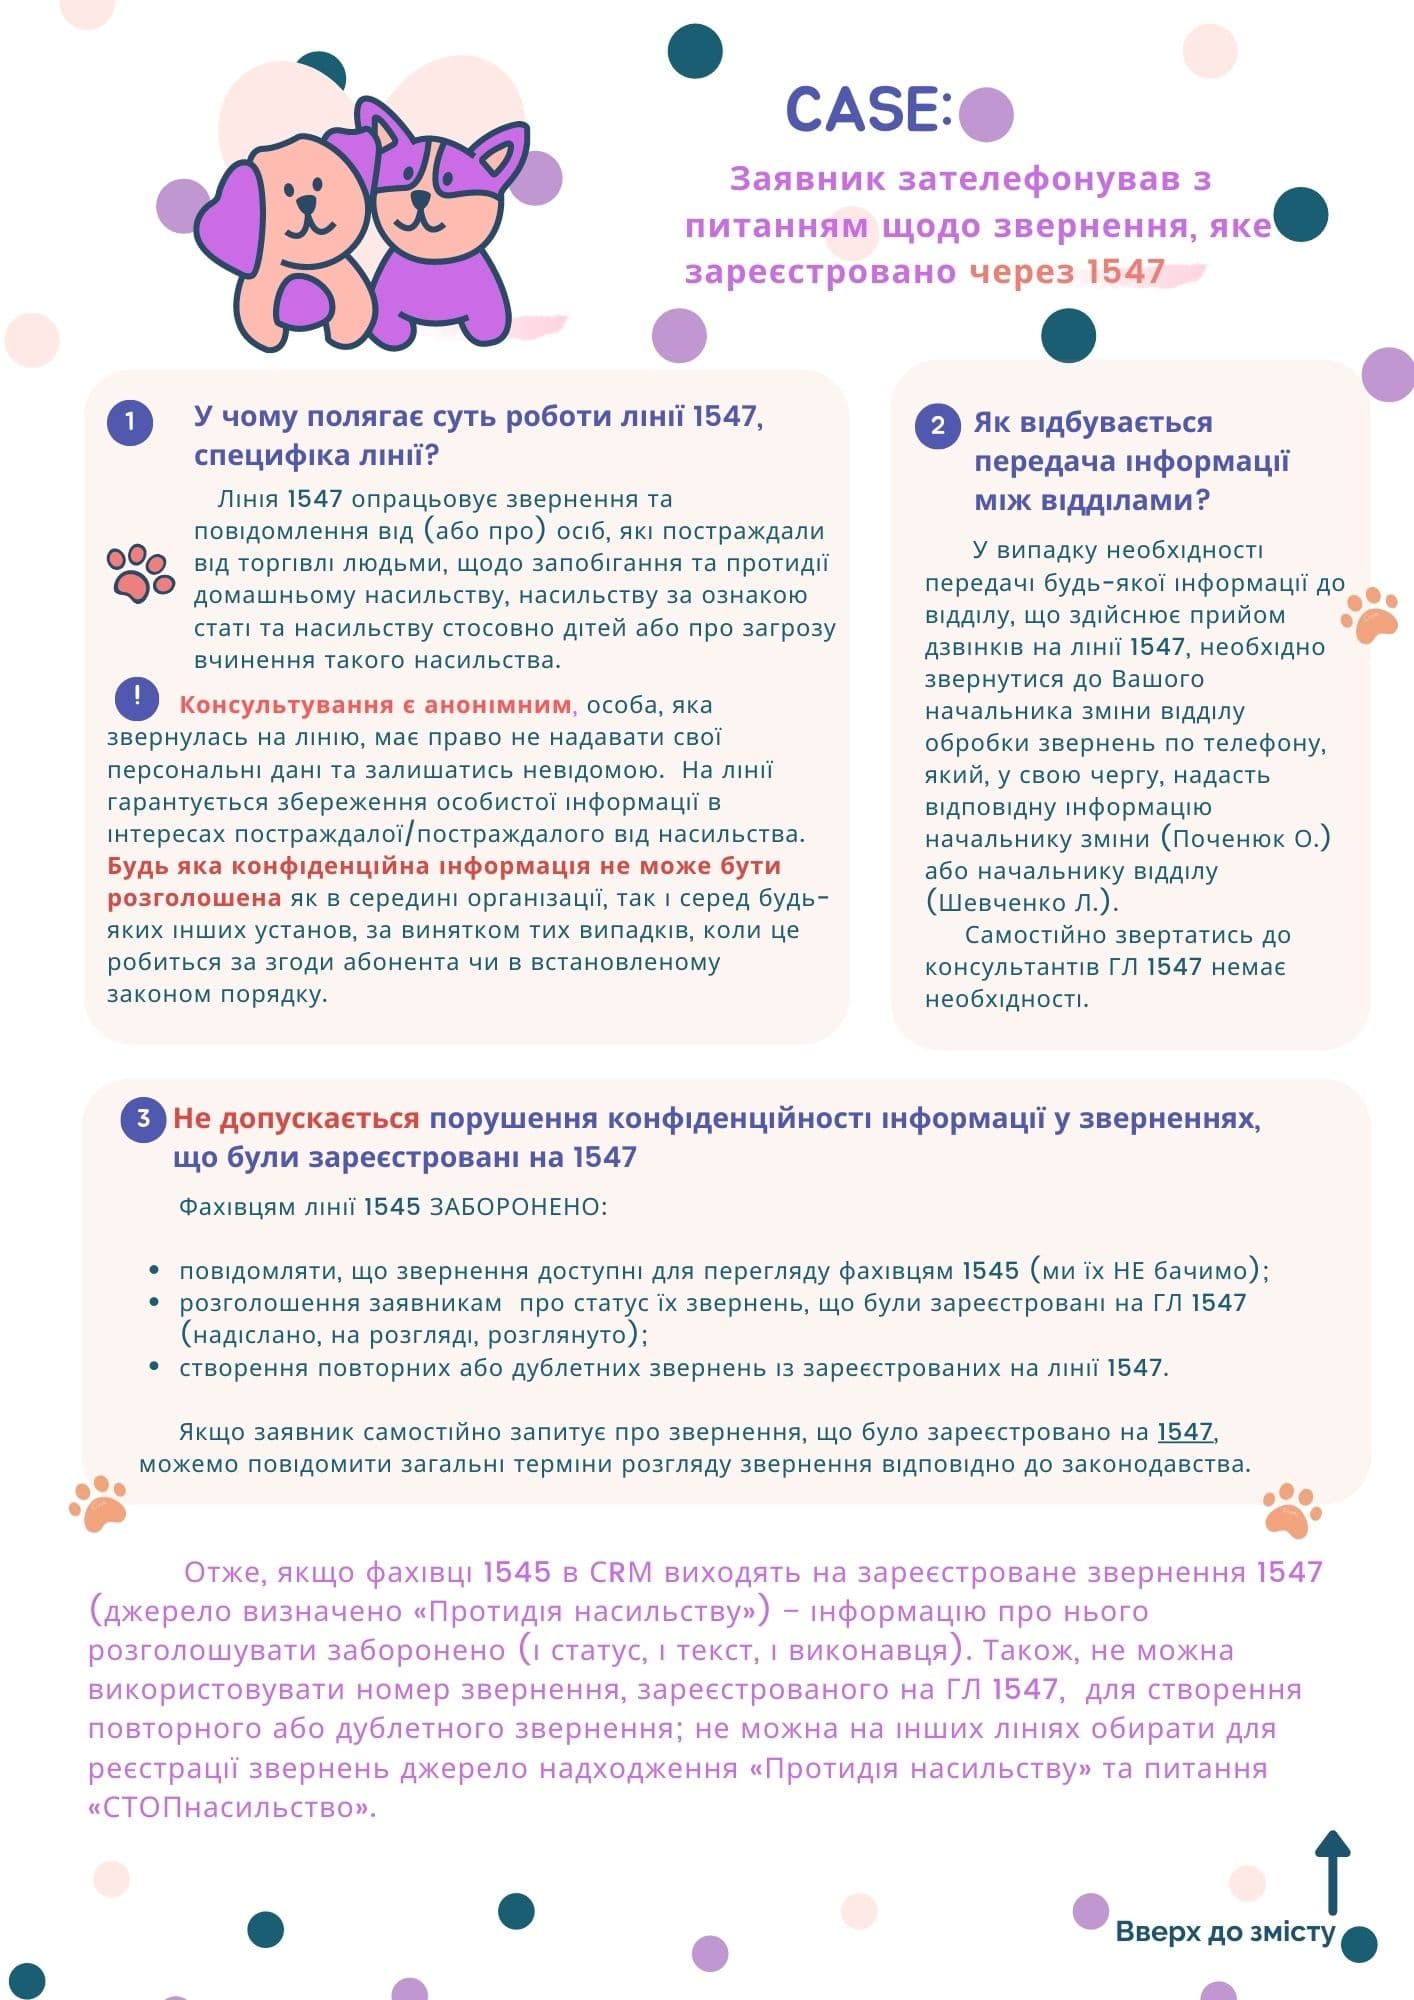 CASE:
Заявник зателефонував з
питанням щодо звернення, яке
зареєстровано через 1547
1
У чому полягає суть роботи лінії 1547,
специфіка лінії?
Лінія 1547 опрацьовує звернення та
повідомлення від (або про) осіб, які постраждали
від торгівлі людьми, щодо запобігання та протидії
домашньому насильству, насильству за ознакою
статі та насильству стосовно дітей або про загрозу
вчинення такого насильства.
!
Консультування є анонімним, особа, яка
звернулась на лінію, має право не надавати свої
персональні дані та залишатись невідомою.  На лінії
гарантується збереження особистої інформації в
інтересах постраждалої/постраждалого від насильства.
Будь яка конфіденційна інформація не може бути
розголошена як в середині організації, так і серед будь-
яких інших установ, за винятком тих випадків, коли це
робиться за згоди абонента чи в встановленому
законом порядку.
2
Як відбувається
передача інформації
між відділами?
У випадку необхідності
передачі будь-якої інформації до
відділу, що здійснює прийом
дзвінків на лінії 1547, необхідно
звернутися до Вашого
начальника зміни відділу
обробки звернень по телефону,
який, у свою чергу, надасть
відповідну інформацію
начальнику зміни (Поченюк О.)
або начальнику відділу
(Шевченко Л.).
Самостійно звертатись до
консультантів ГЛ 1547 немає
необхідності.
3
Не допускається порушення конфіденційності інформації у зверненнях,
що були зареєстровані на 1547
Фахівцям лінії 1545 ЗАБОРОНЕНО:
• повідомляти, що звернення доступні для перегляду фахівцям 1545 (ми їх НЕ бачимо);
• розголошення заявникам  про статус їх звернень, що були зареєстровані на ГЛ 1547
(надіслано, на розгляді, розглянуто);
• створення повторних або дублетних звернень із зареєстрованих на лінії 1547.
Якщо заявник самостійно запитує про звернення, що було зареєстровано на 1547,
можемо повідомити загальні терміни розгляду звернення відповідно до законодавства.
Отже, якщо фахівці 1545 в CRM виходять на зареєстроване звернення 1547
(джерело визначено «Протидія насильству») – інформацію про нього
розголошувати заборонено (і статус, і текст, і виконавця). Також, не можна
використовувати номер звернення, зареєстрованого на ГЛ 1547,  для створення
повторного або дублетного звернення; не можна на інших лініях обирати для
реєстрації звернень джерело надходження «Протидія насильству» та питання
«СТОПнасильство».
Вверх до змісту